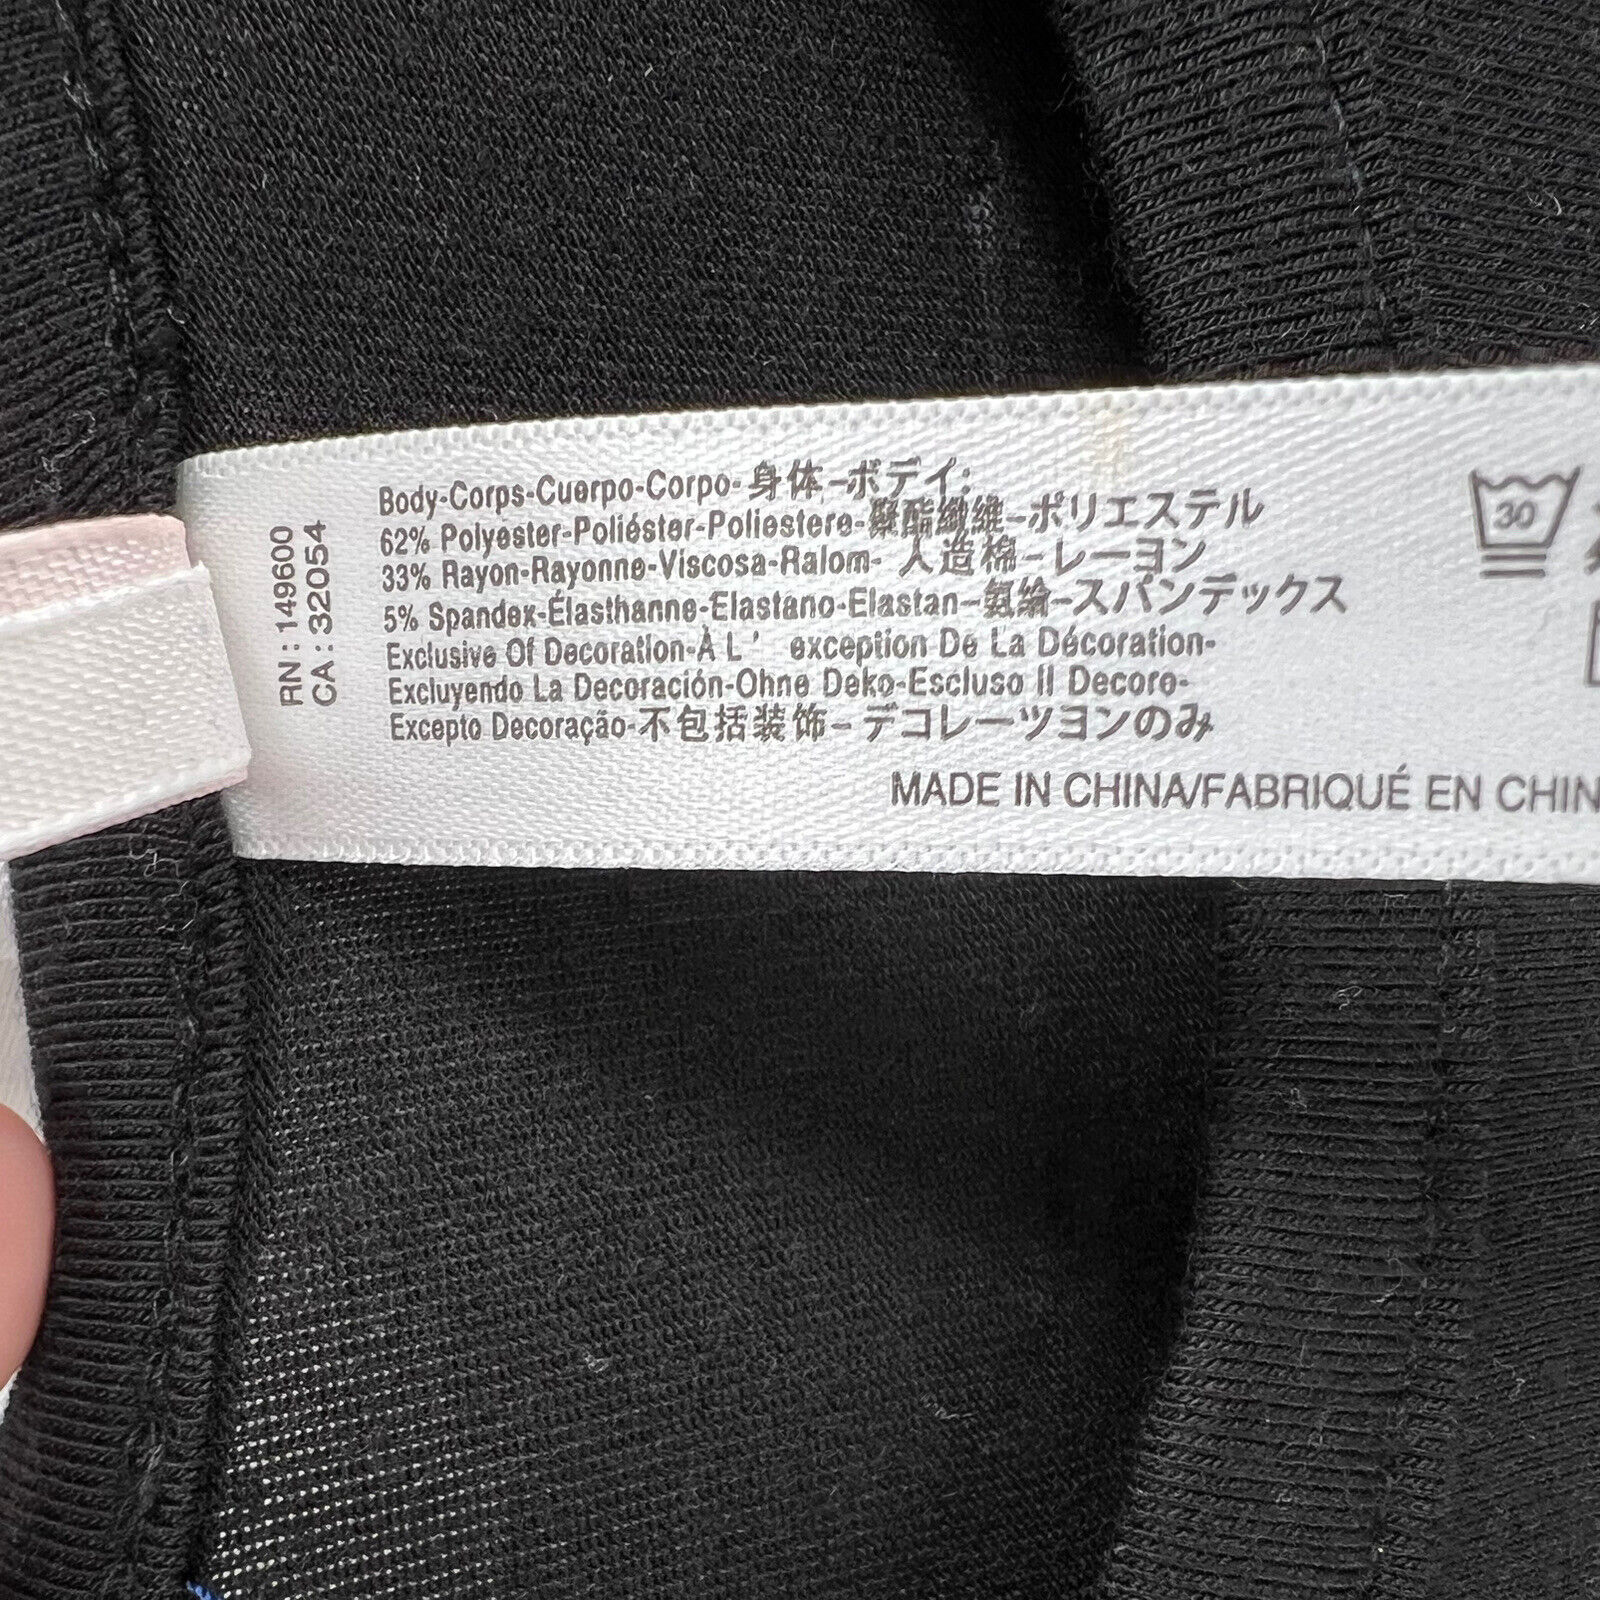 RN: 149600
CA: 32054
Body-Corps-Cuerpo-Corpo-身体-ボディ:
62% Polyester-Poliéster-Poliestere-聚酯纖維-ポリエステル
33% Rayon-Rayonne-Viscosa-Raiom-人造棉-レーヨン
5% Spandex-Élasthanne-Elastano-Elastan-氨纶-スパンデックス
Exclusive Of Decoration-À L' exception De La Décoration-
Excluyendo La Decoración-Ohne Deko-Escluso Il Decoro-
Excepto Decoração-不包括装饰-デコレーツヨンのみ
MADE IN CHINA/FABRIQUÉ EN CHIN
30